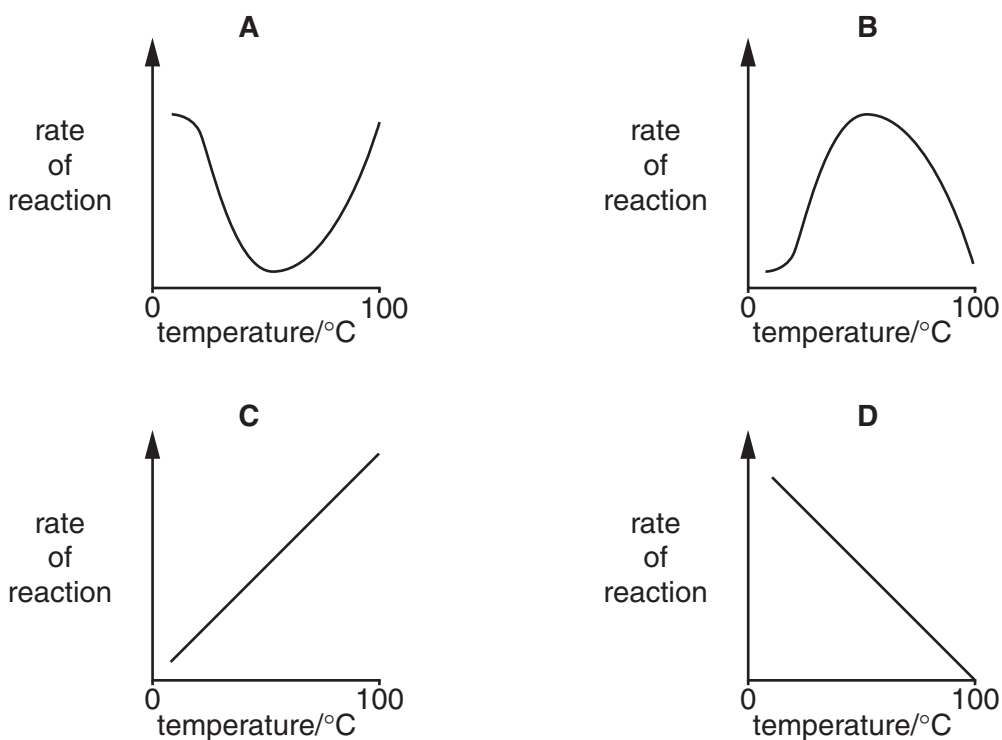 A
rate
of
reaction
0
100
temperature/°C
B
rate
of
reaction
0
100
temperature/°C
C
rate
of
reaction
0
100
temperature/°C
D
rate
of
reaction
0
100
temperature/°C